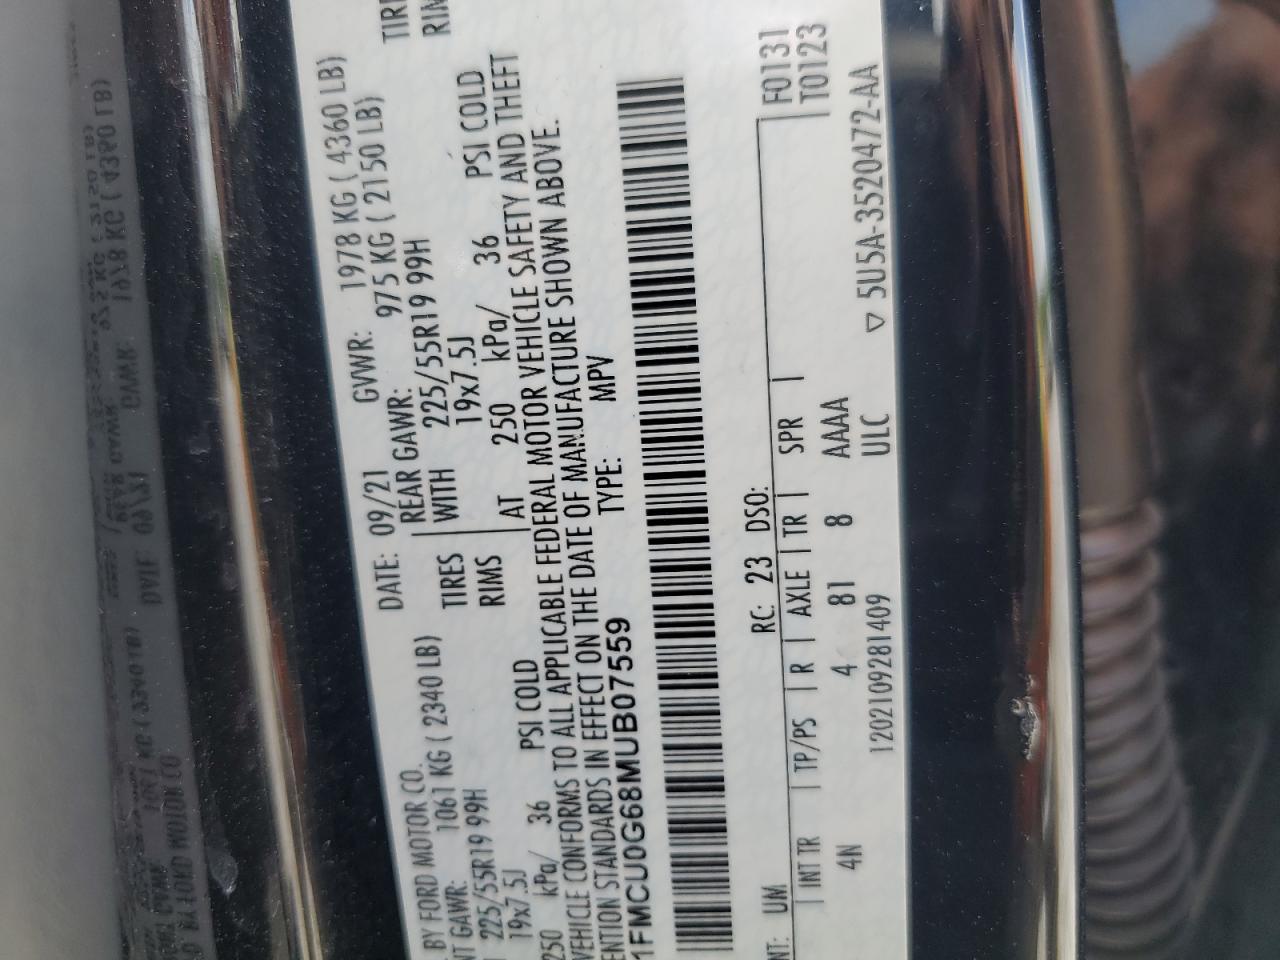 BY FORD MOTOR CO. DATE: 09/21 GVWR: 1978 KG ( 4360 LB)
NT GAWR: 1061 KG ( 2340 LB) REAR GAWR: 975 KG ( 2150 LB)
225/55R19 99H TIRES WITH 225/55R19 99H TIRE
19x7.5J RIMS 19x7.5J RIM
250 kPa/ 36 PSI COLD AT 250 kPa/ 36 PSI COLD
VEHICLE CONFORMS TO ALL APPLICABLE FEDERAL MOTOR VEHICLE SAFETY AND THEFT
ENTION STANDARDS IN EFFECT ON THE DATE OF MANUFACTURE SHOWN ABOVE.
1FMCU0G68MUB07559 TYPE: MPV
NT: UM RC: 23 DSO: F0131
INT TR TP/PS R AXLE TR SPR T0123
4N 4 81 8 AAAA
1202109281409 ULC ▽ 5U5A-3520472-AA